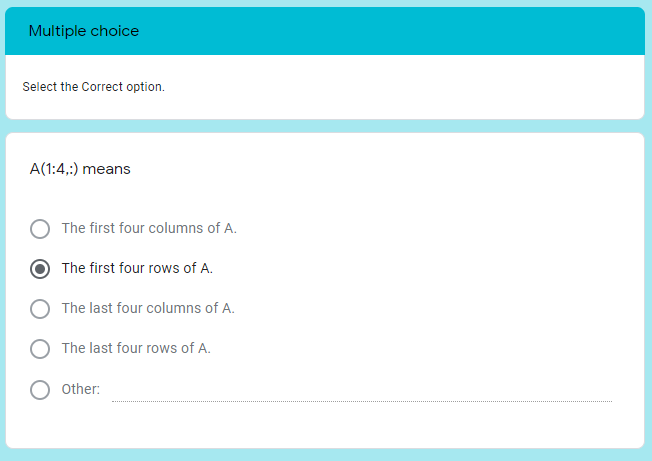 Multiple choice
Select the Correct option.
A(1:4,:) means
The first four columns of A.
The first four rows of A.
The last four columns of A.
The last four rows of A.
Other: